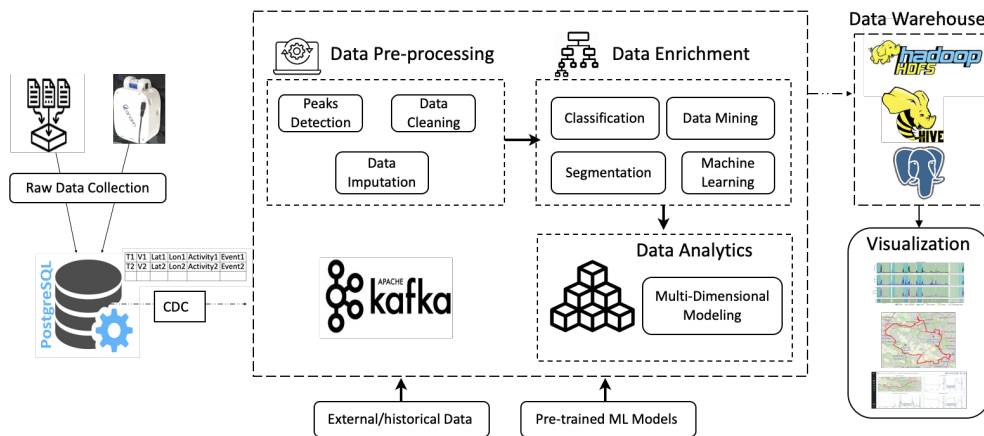 Data Warehouse
Data Pre-processing
Data Enrichment
hadoop
HDFS
Peaks
Detection
Data
Cleaning
Data
Imputation
Classification
Data Mining
Segmentation
Machine
Learning
HIVE
Raw Data Collection
Data Analytics
Multi-Dimensional
Modeling
Visualization
T1 V1 Lat1 Lon1 Activity1 Event1
T2 V2 Lat2 Lon2 Activity2 Event2
PostgreSQL
CDC
APACHE
kafka
External/historical Data
Pre-trained ML Models